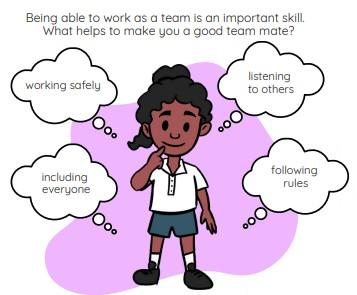 Being able to work as a team is an important skill.
What helps to make you a good team mate?
working safely
listening
to others
including
everyone
following
rules